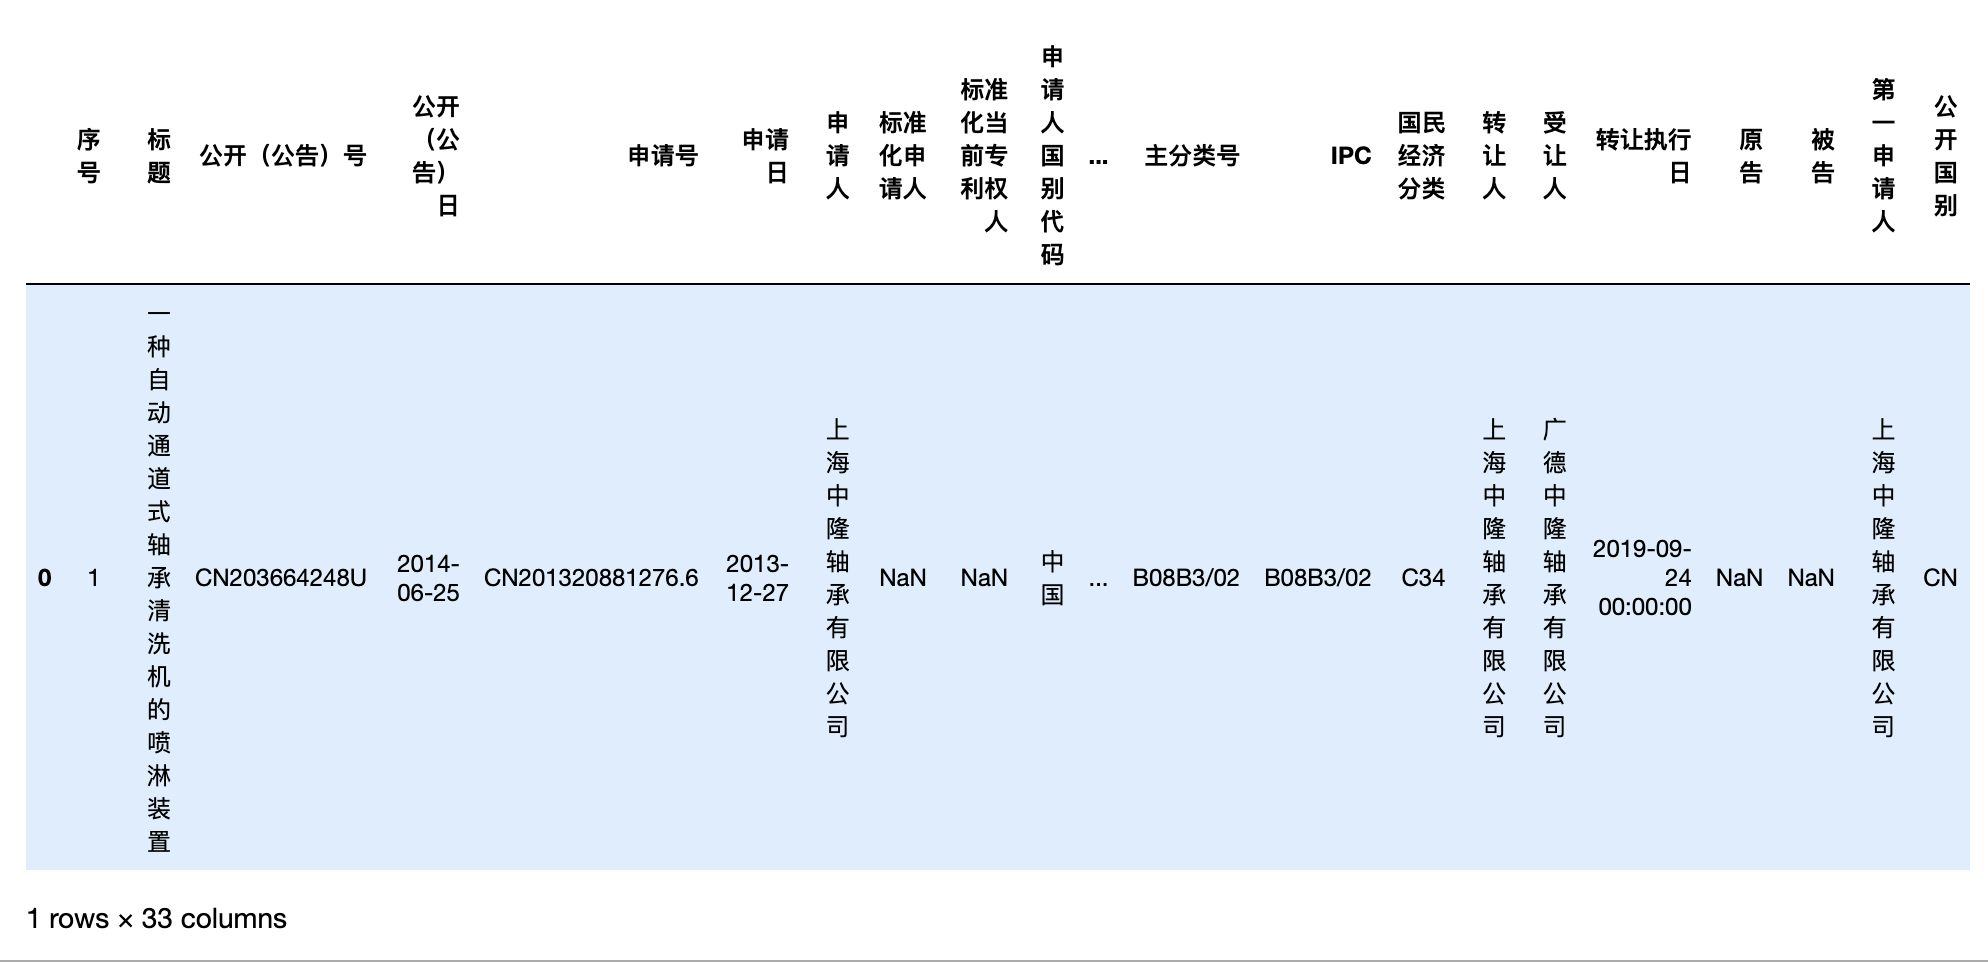 序号 标题 公开（公告）号 公开（公告）日 申请号 申请日 申请人 标准化申请人 标准化当前专利权人 申请人国别代码 ... 主分类号 IPC 国民经济分类 转让人 受让人 转让执行日 原告 被告 第一申请人 公开国别
0 1 一种自动通道式轴承清洗机的喷淋装置 CN203664248U 2014-06-25 CN201320881276.6 2013-12-27 上海中隆轴承有限公司 NaN NaN 中国 ... B08B3/02 B08B3/02 C34 上海中隆轴承有限公司 广德中隆轴承有限公司 2019-09-24 00:00:00 NaN NaN 上海中隆轴承有限公司 CN
1 rows × 33 columns